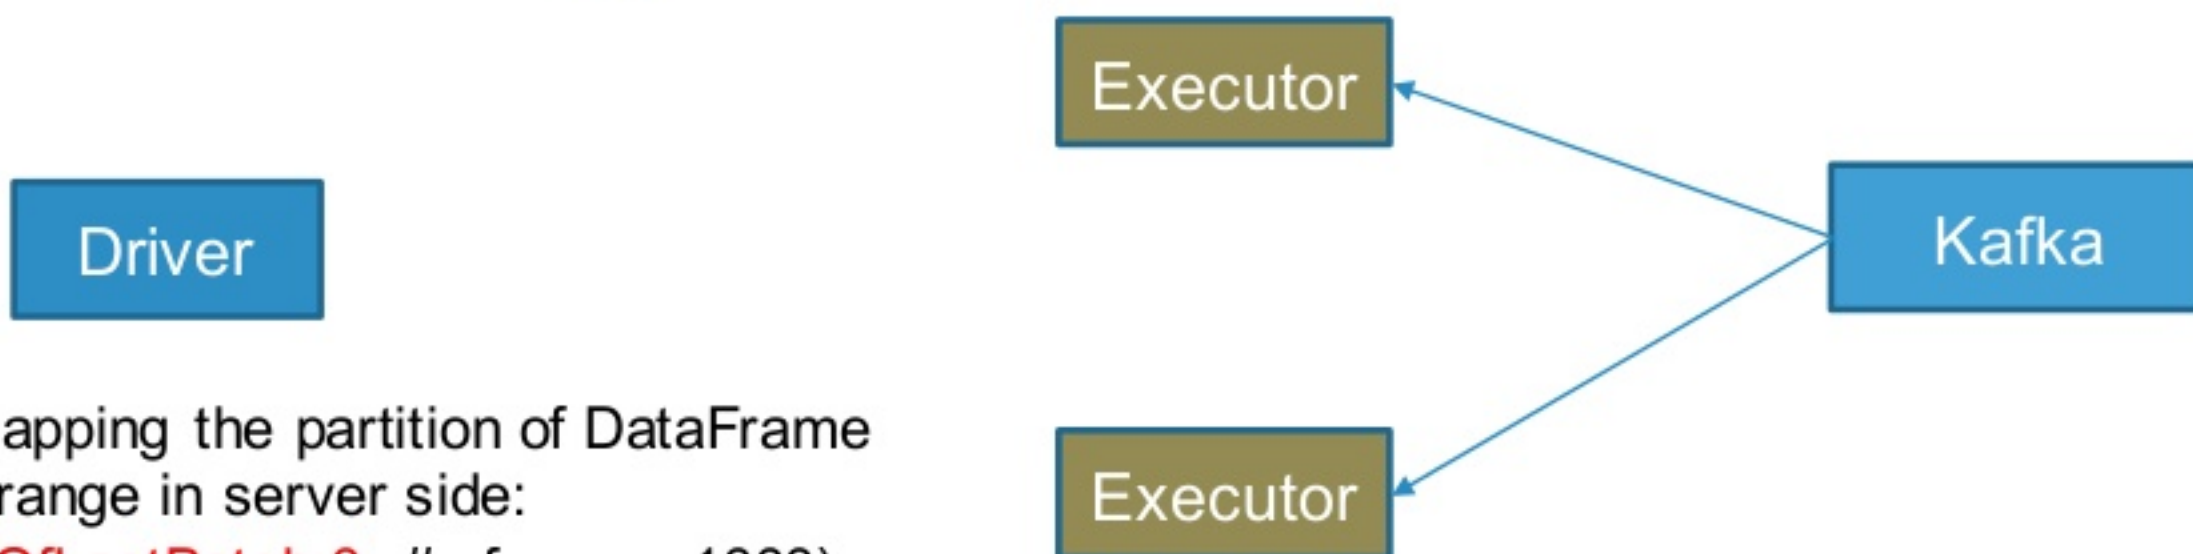 Executor
Driver
Kafka
apping the partition of DataFrame
range in server side:
Executor